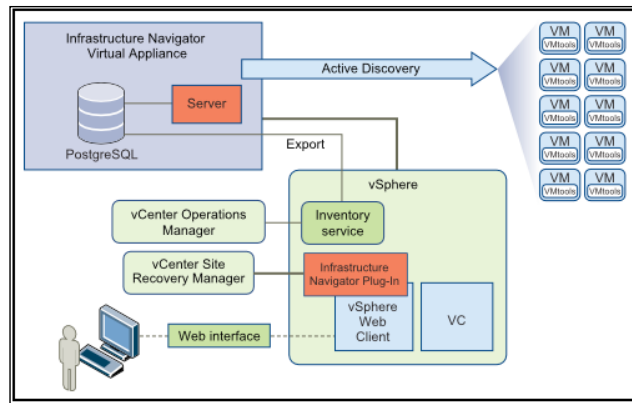 Infrastructure Navigator
Virtual Appliance
Server
PostgreSQL
Active Discovery
Export
VM
VMtools
VM
VMtools
VM
VMtools
VM
VMtools
VM
VMtools
VM
VMtools
VM
VMtools
VM
VMtools
VM
VMtools
VM
VMtools
vSphere
vCenter Operations
Manager
Inventory
service
vCenter Site
Recovery Manager
Infrastructure
Navigator Plug-In
vSphere
Web
Client
VC
Web interface